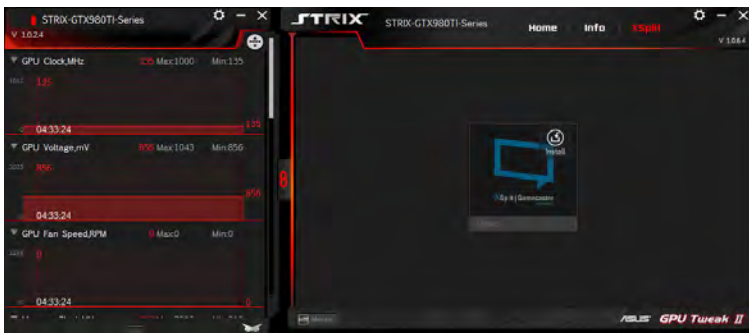 STRIX-GTX980TI-Series
V 1.0.2.4
GPU Clock,MHz 135 Max:1000 Min:135
135
04:33:24
135
GPU Voltage,mV 856 Max:1043 Min:856
856
856
04:33:24
GPU Fan Speed,RPM 0 Max:0 Min:0
0
04:33:24
0
STRIX
STRIX-GTX980TI-Series
Home
Info
XSplit
V 1.0.6.4
Install
XSplit Gamecaster
ASUS GPU Tweak II